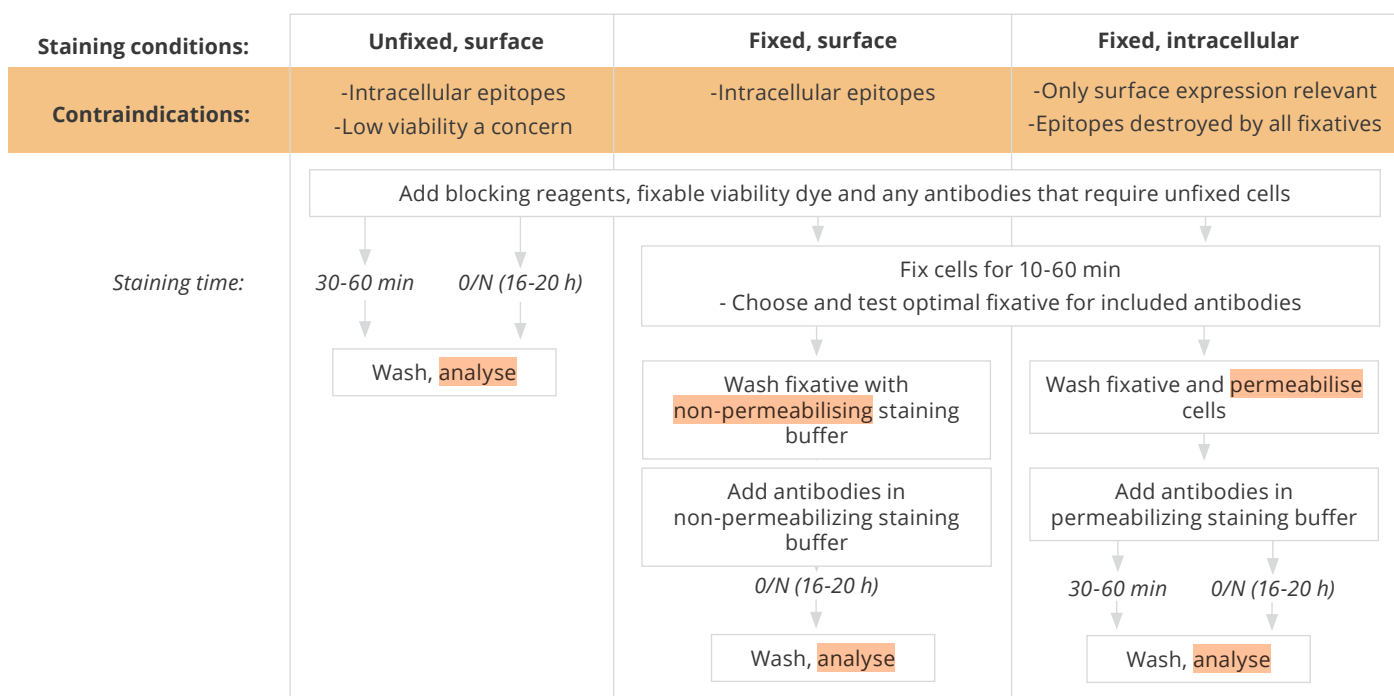 Staining conditions:
Unfixed, surface
Fixed, surface
Fixed, intracellular
Contraindications:
-Intracellular epitopes
-Low viability a concern
-Intracellular epitopes
-Only surface expression relevant
-Epitopes destroyed by all fixatives
Add blocking reagents, fixable viability dye and any antibodies that require unfixed cells
Staining time:
30-60 min
0/N (16-20 h)
Fix cells for 10-60 min
- Choose and test optimal fixative for included antibodies
Wash, analyse
Wash fixative with
non-permeabilising staining
buffer
Wash fixative and permeabilise
cells
Add antibodies in
non-permeabilizing staining
buffer
Add antibodies in
permeabilizing staining buffer
0/N (16-20 h)
30-60 min
0/N (16-20 h)
Wash, analyse
Wash, analyse